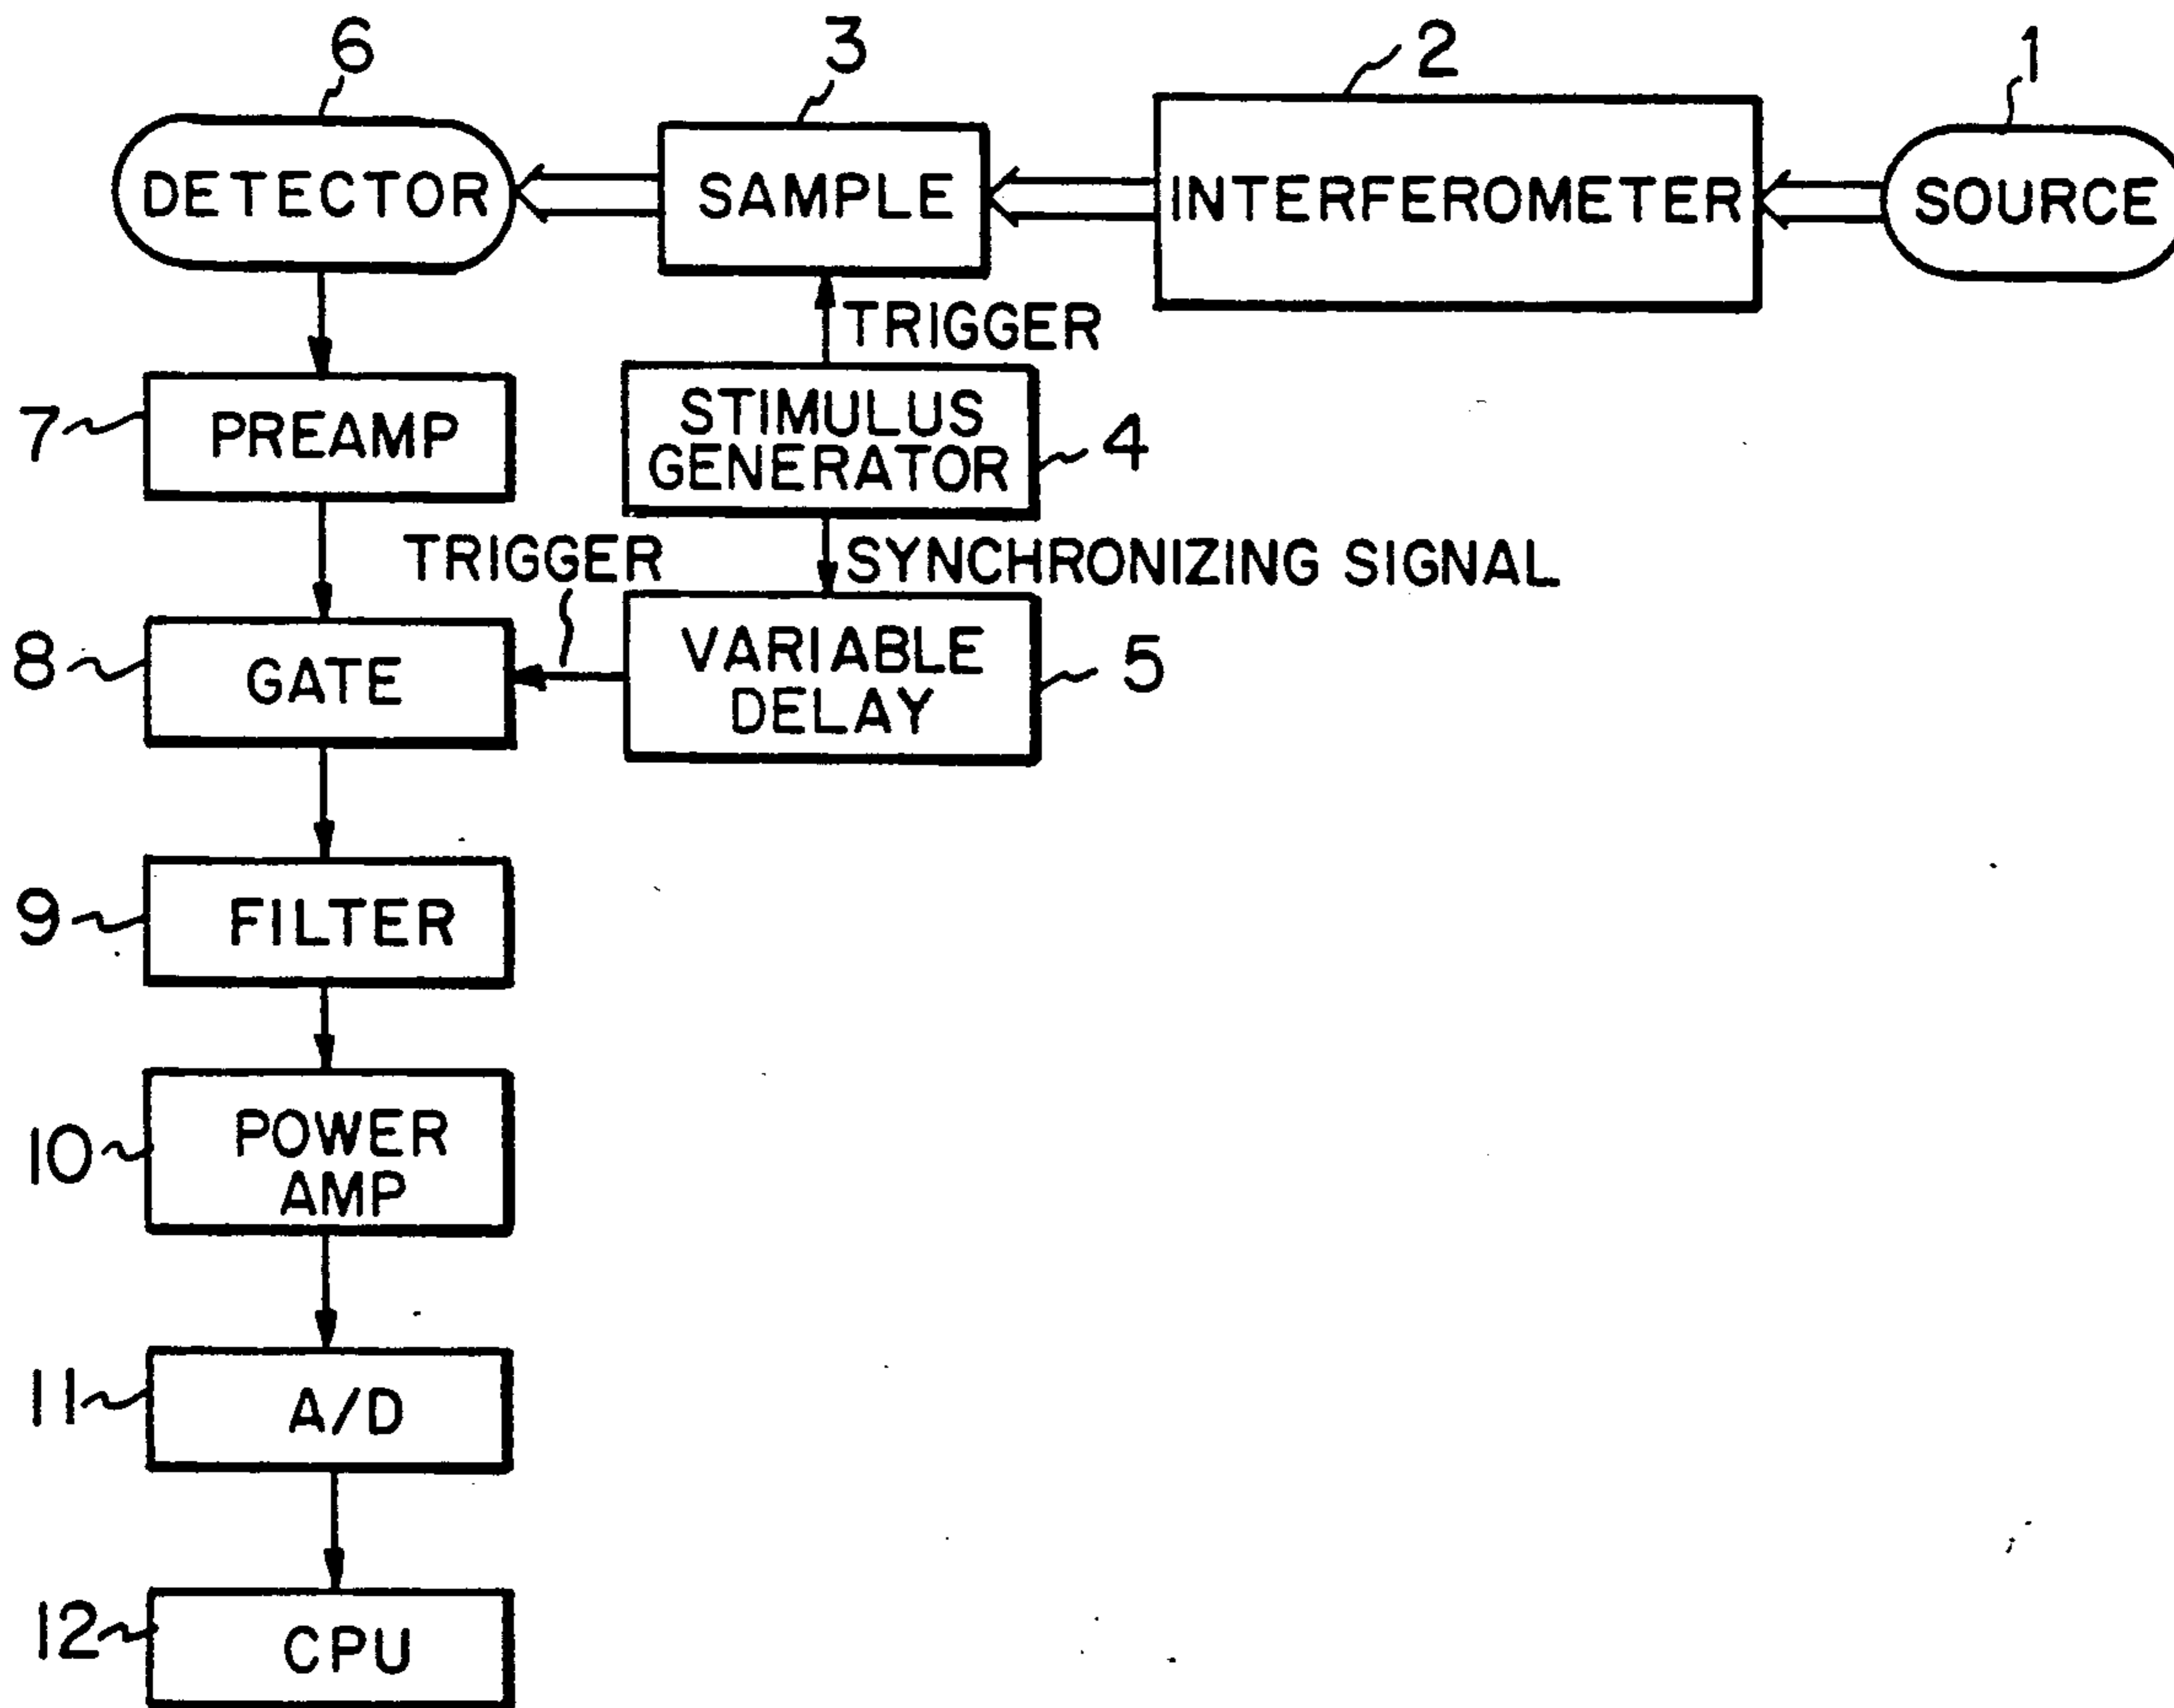 6
3
2
1
DETECTOR
SAMPLE
INTERFEROMETER
SOURCE
TRIGGER
7
PREAMP
STIMULUS
GENERATOR
4
TRIGGER
SYNCHRONIZING SIGNAL
8
GATE
VARIABLE
DELAY
5
9
FILTER
10
POWER
AMP
11
A/D
12
CPU